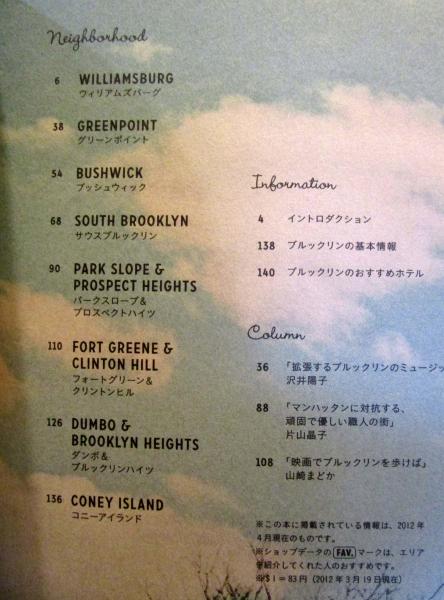 Neighborhood
6 WILLIAMSBURG
ウィリアムズバーグ
38 GREENPOINT
グリーンポイント
54 BUSHWICK
ブッシュウィック
68 SOUTH BROOKLYN
サウスブルックリン
90 PARK SLOPE &
PROSPECT HEIGHTS
パークスロープ&
プロスペクトハイツ
110 FORT GREENE &
CLINTON HILL
フォートグリーン&
クリントンヒル
126 DUMBO &
BROOKLYN HEIGHTS
ダンボ&
ブルックリンハイツ
136 CONEY ISLAND
コニーアイランド
Information
4 イントロダクション
138 ブルックリンの基本情報
140 ブルックリンのおすすめホテル
Column
36 「拡張するブルックリンのミュージッ
沢井陽子
88 「マンハッタンに対抗する、
頑固で優しい職人の街」
片山晶子
108 「映画でブルックリンを歩けば」
山崎まどか
※この本に掲載されている情報は、2012年
4月現在のものです。
※ショップデータの FAV. マークは、エリア
を紹介してくれた人のおすすめです。
※$1=83円(2012年3月19日現在)